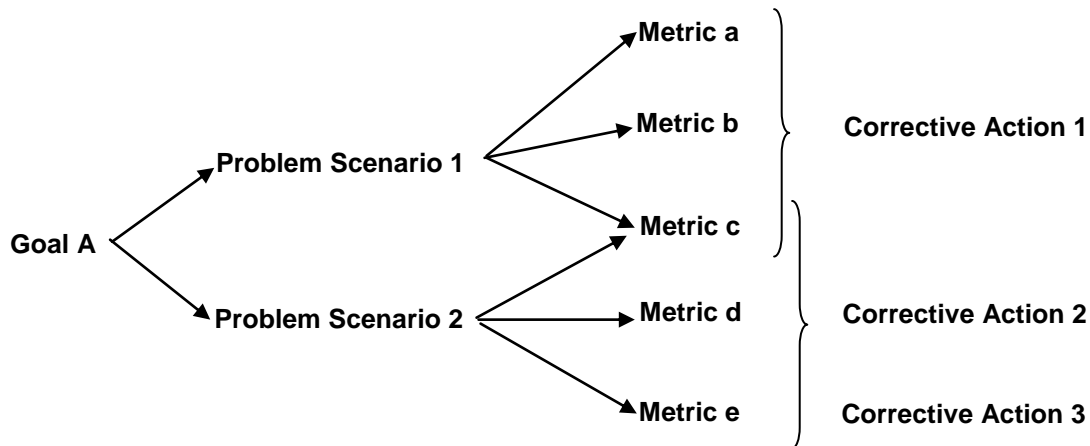 Metric a
Metric b
Corrective Action 1
Problem Scenario 1
Metric c
Goal A
Problem Scenario 2
Metric d
Corrective Action 2
Metric e
Corrective Action 3